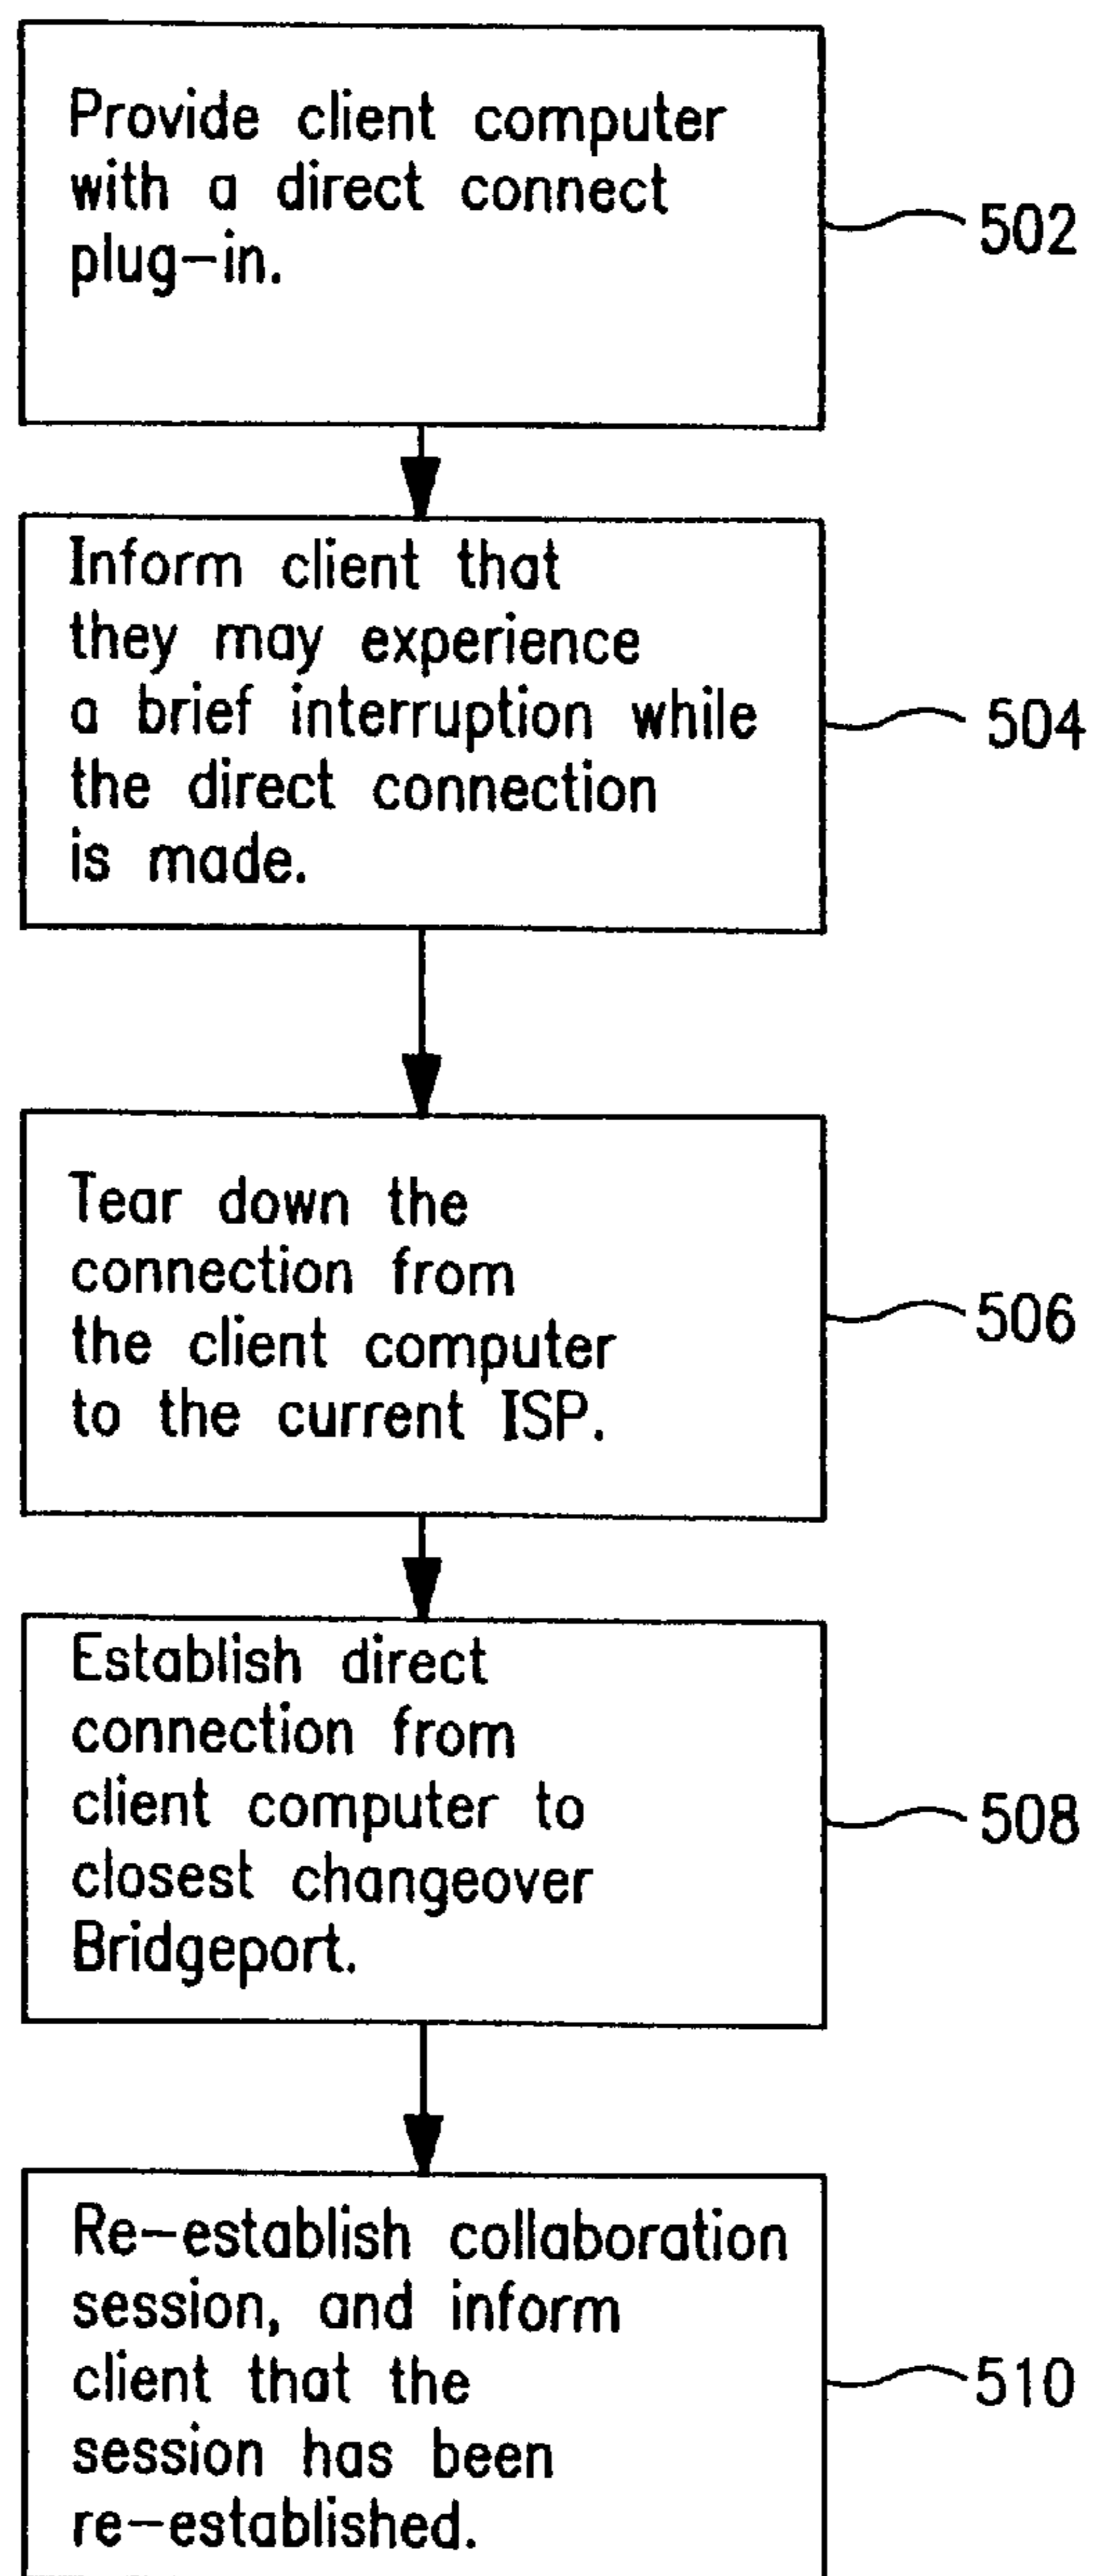 Provide client computer
with a direct connect
plug-in.
502
Inform client that
they may experience
a brief interruption while
the direct connection
is made.
504
Tear down the
connection from
the client computer
to the current ISP.
506
Establish direct
connection from
client computer to
closest changeover
Bridgeport.
508
Re-establish collaboration
session, and inform
client that the
session has been
re-established.
510